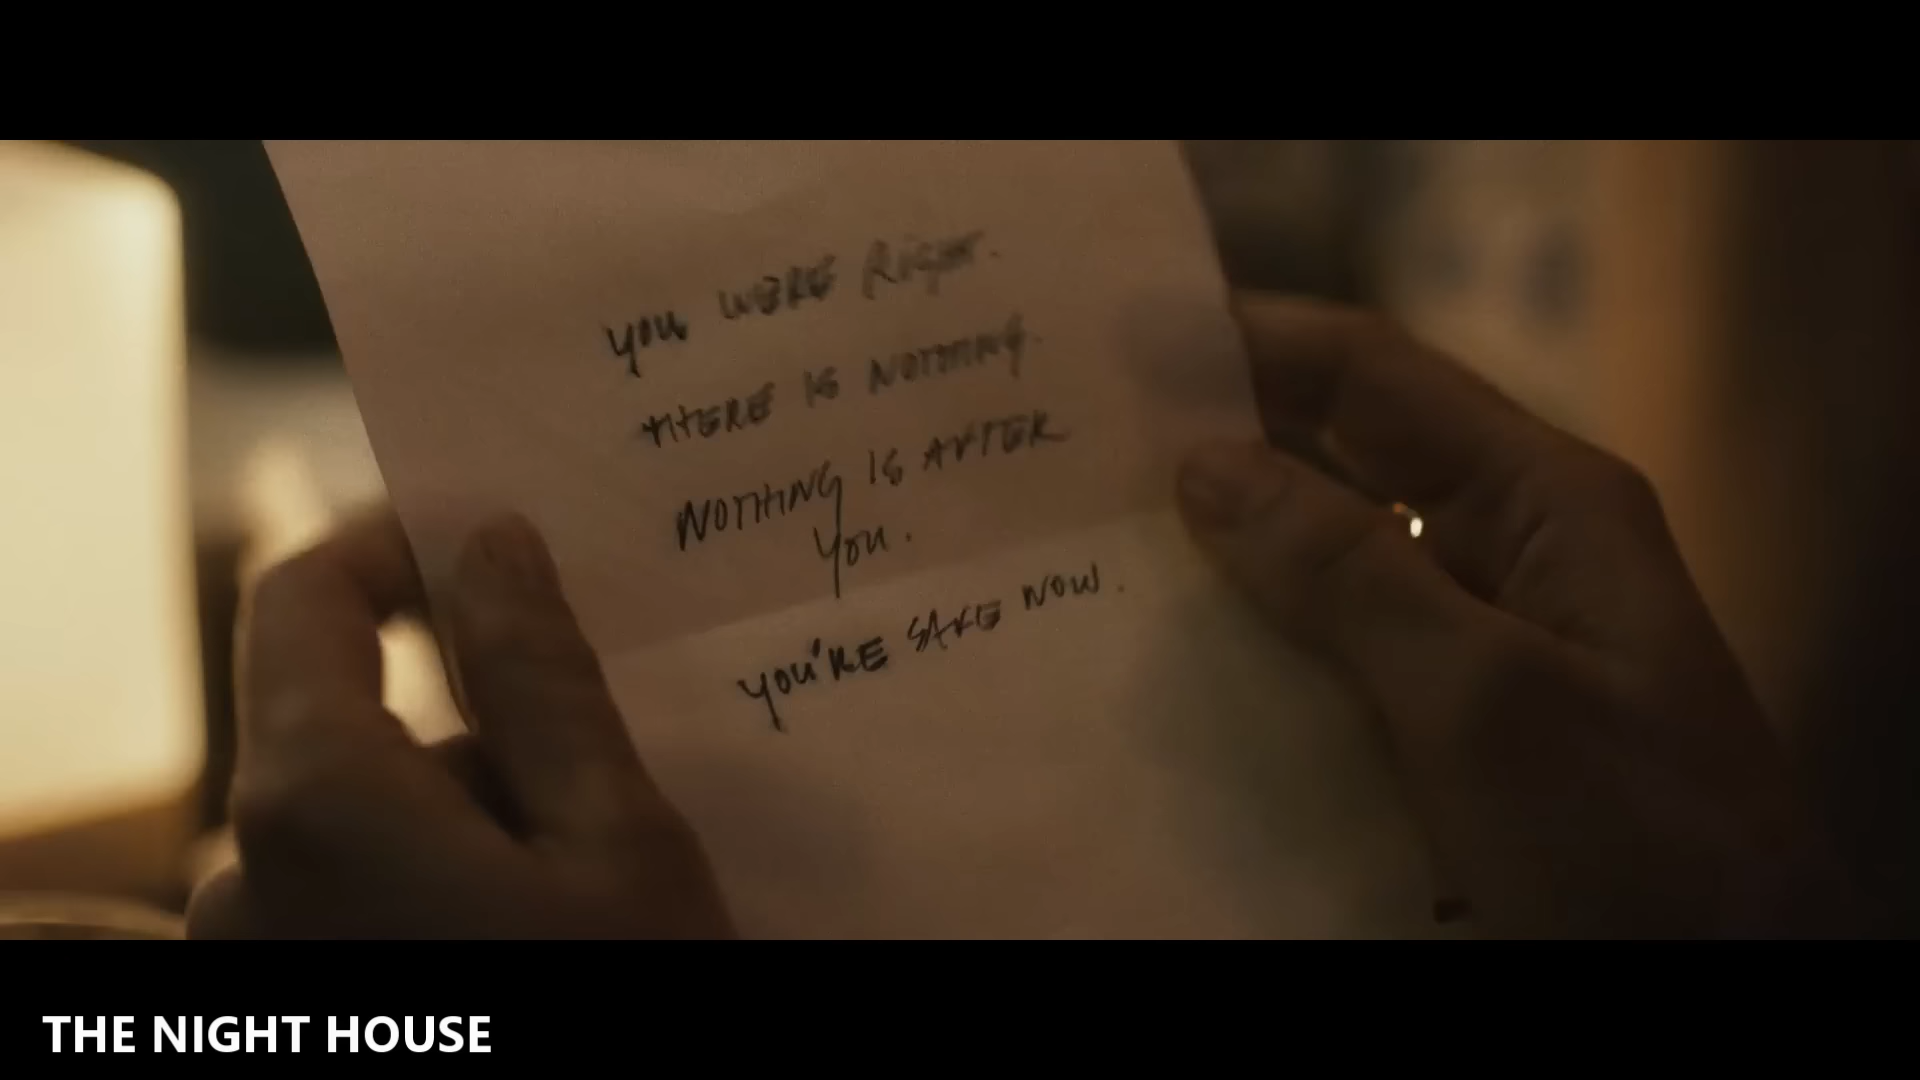 YOU WERE RIGHT.
THERE IS NOTHING.
NOTHING IS AFTER
YOU.
YOU'RE SAFE NOW.
THE NIGHT HOUSE